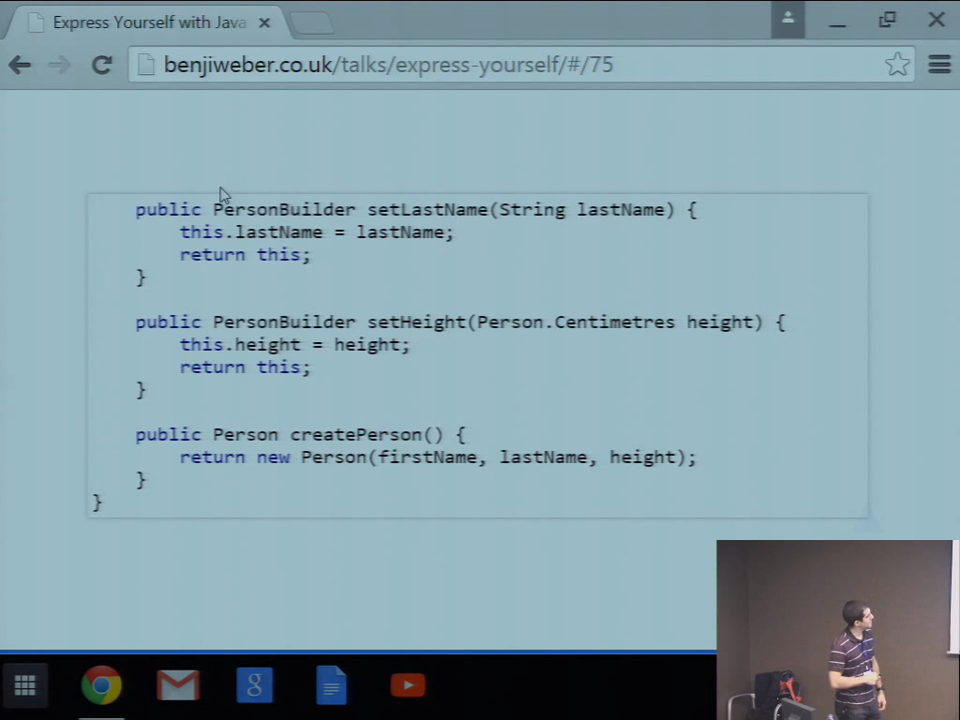 Express Yourself with Java
benjiweber.co.uk/talks/express-yourself/#/75
public PersonBuilder setLastName(String lastName) {
this.lastName = lastName;
return this;
}
public PersonBuilder setHeight(Person.Centimetres height) {
this.height = height;
return this;
}
public Person createPerson() {
return new Person(firstName, lastName, height);
}
}
g